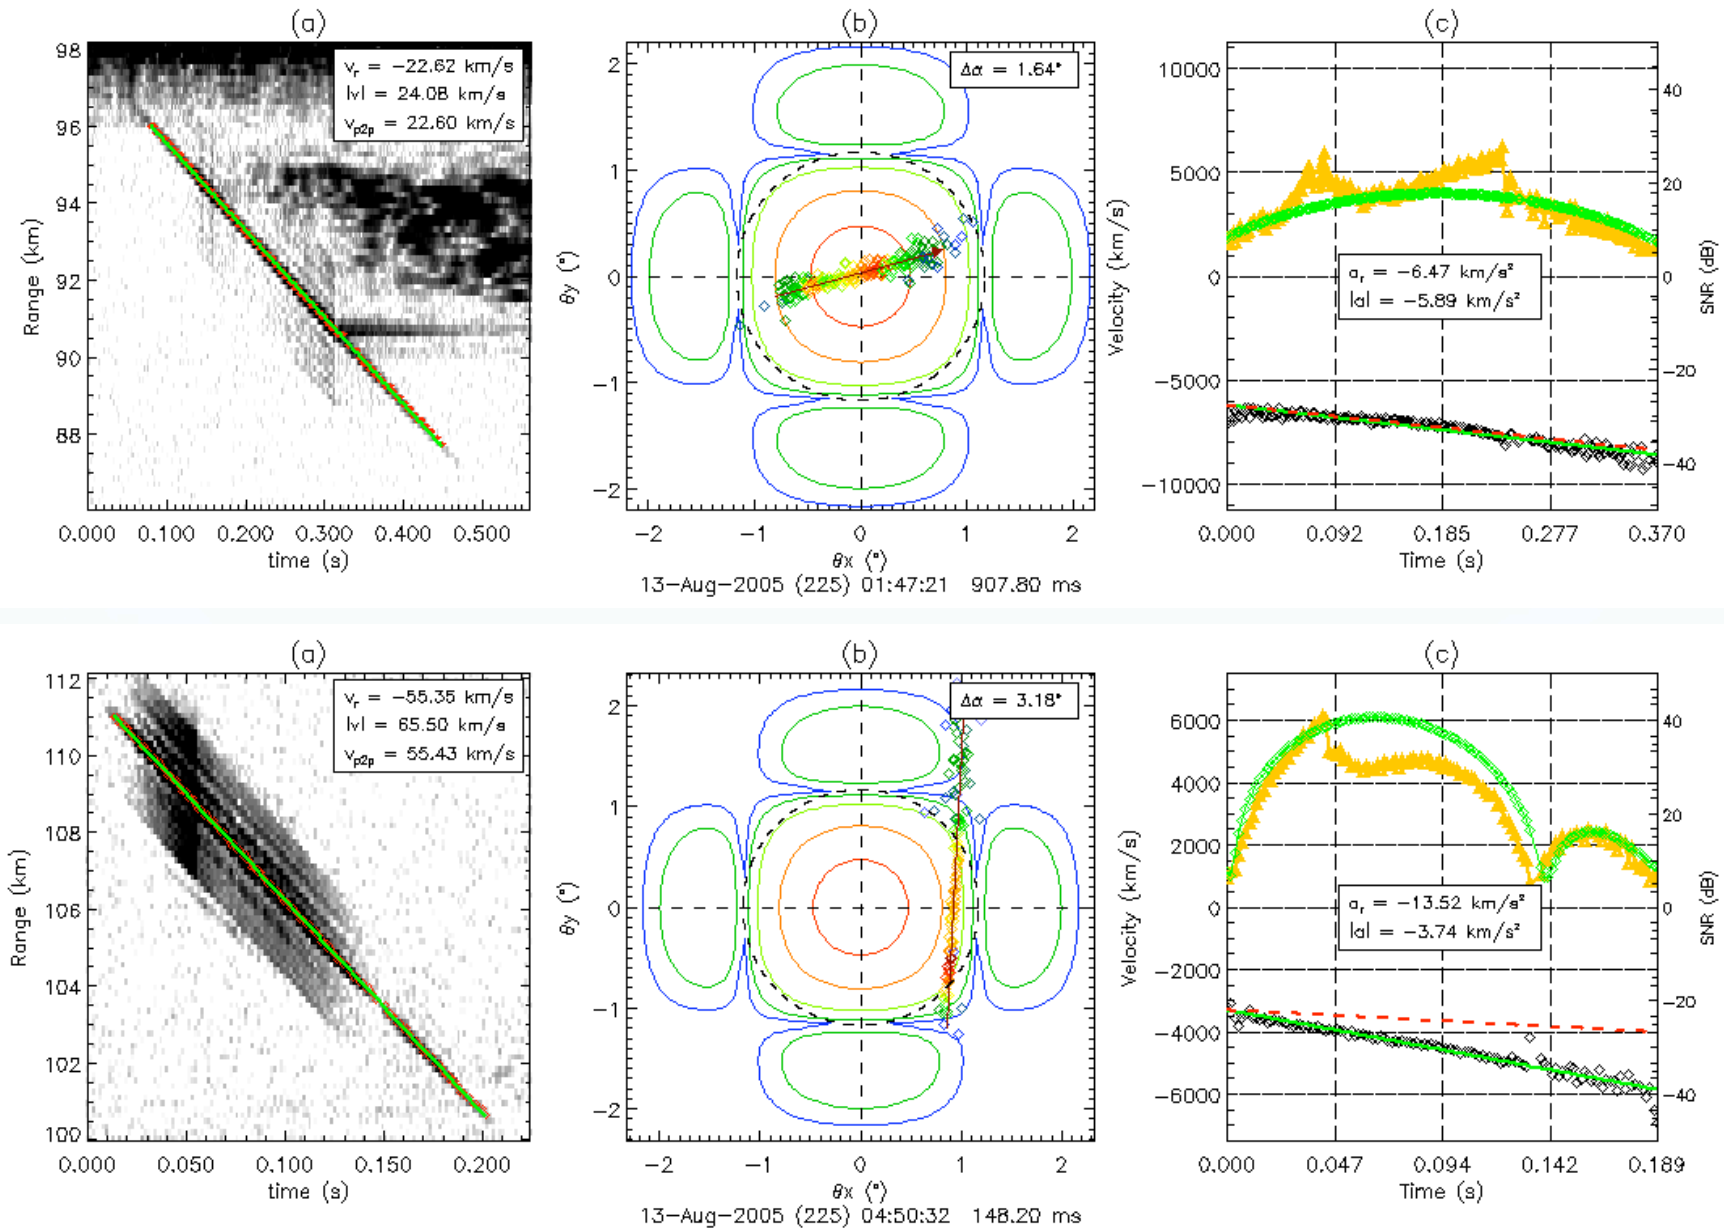 (a)
(b)
(c)
v_r = -22.62 km/s
|v| = 24.08 km/s
v_p2p = 22.60 km/s
Δα = 1.64°
a_r = -6.47 km/s²
|a| = -5.89 km/s²
98
96
94
92
90
88
Range (km)
0.000 0.100 0.200 0.300 0.400 0.500
time (s)
2
1
0
-1
-2
θy (°)
-2 -1 0 1 2
θx (°)
13-Aug-2005 (225) 01:47:21 907.80 ms
10000
5000
0
-5000
-10000
Velocity (km/s)
40
20
0
-20
-40
SNR (dB)
0.000 0.092 0.185 0.277 0.370
Time (s)
(a)
(b)
(c)
v_r = -55.35 km/s
|v| = 65.50 km/s
v_p2p = 55.43 km/s
Δα = 3.18°
a_r = -13.52 km/s²
|a| = -3.74 km/s²
112
110
108
106
104
102
100
Range (km)
0.000 0.050 0.100 0.150 0.200
time (s)
2
1
0
-1
-2
θy (°)
-2 -1 0 1 2
θx (°)
13-Aug-2005 (225) 04:50:32 148.20 ms
6000
4000
2000
0
-2000
-4000
-6000
Velocity (km/s)
40
20
0
-20
-40
SNR (dB)
0.000 0.047 0.094 0.142 0.189
Time (s)